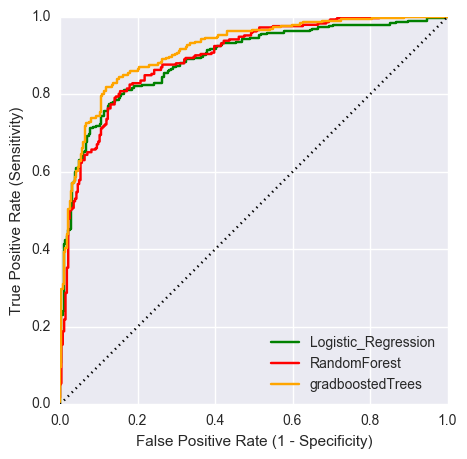 1.0
0.8
0.6
0.4
0.2
0.0
True Positive Rate (Sensitivity)
Logistic_Regression
RandomForest
gradboostedTrees
0.0 0.2 0.4 0.6 0.8 1.0
False Positive Rate (1 - Specificity)